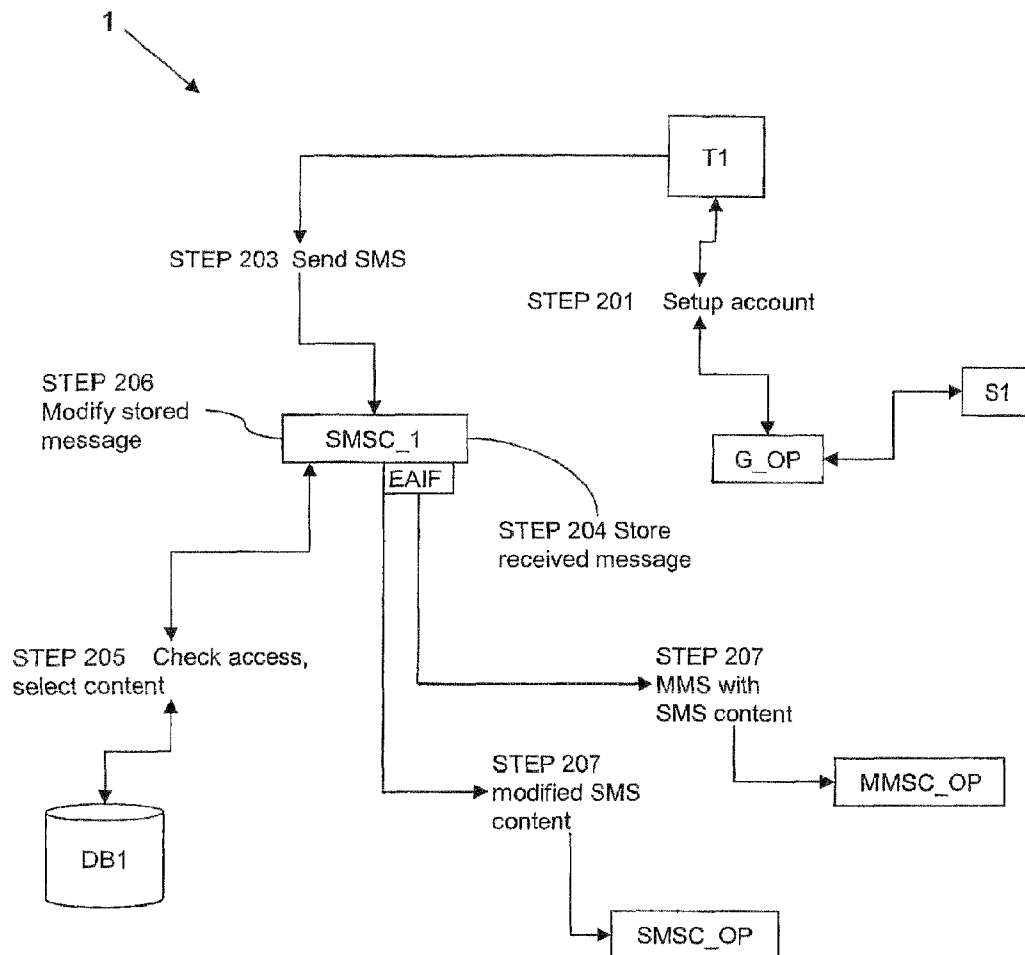 1
T1
STEP 203 Send SMS
STEP 201 Setup account
STEP 206
Modify stored
message
S1
SMSC_1
G_OP
EAIF
STEP 204 Store
received message
STEP 205 Check access,
select content
STEP 207
MMS with
SMS content
STEP 207
modified SMS
content
MMSC_OP
DB1
SMSC_OP